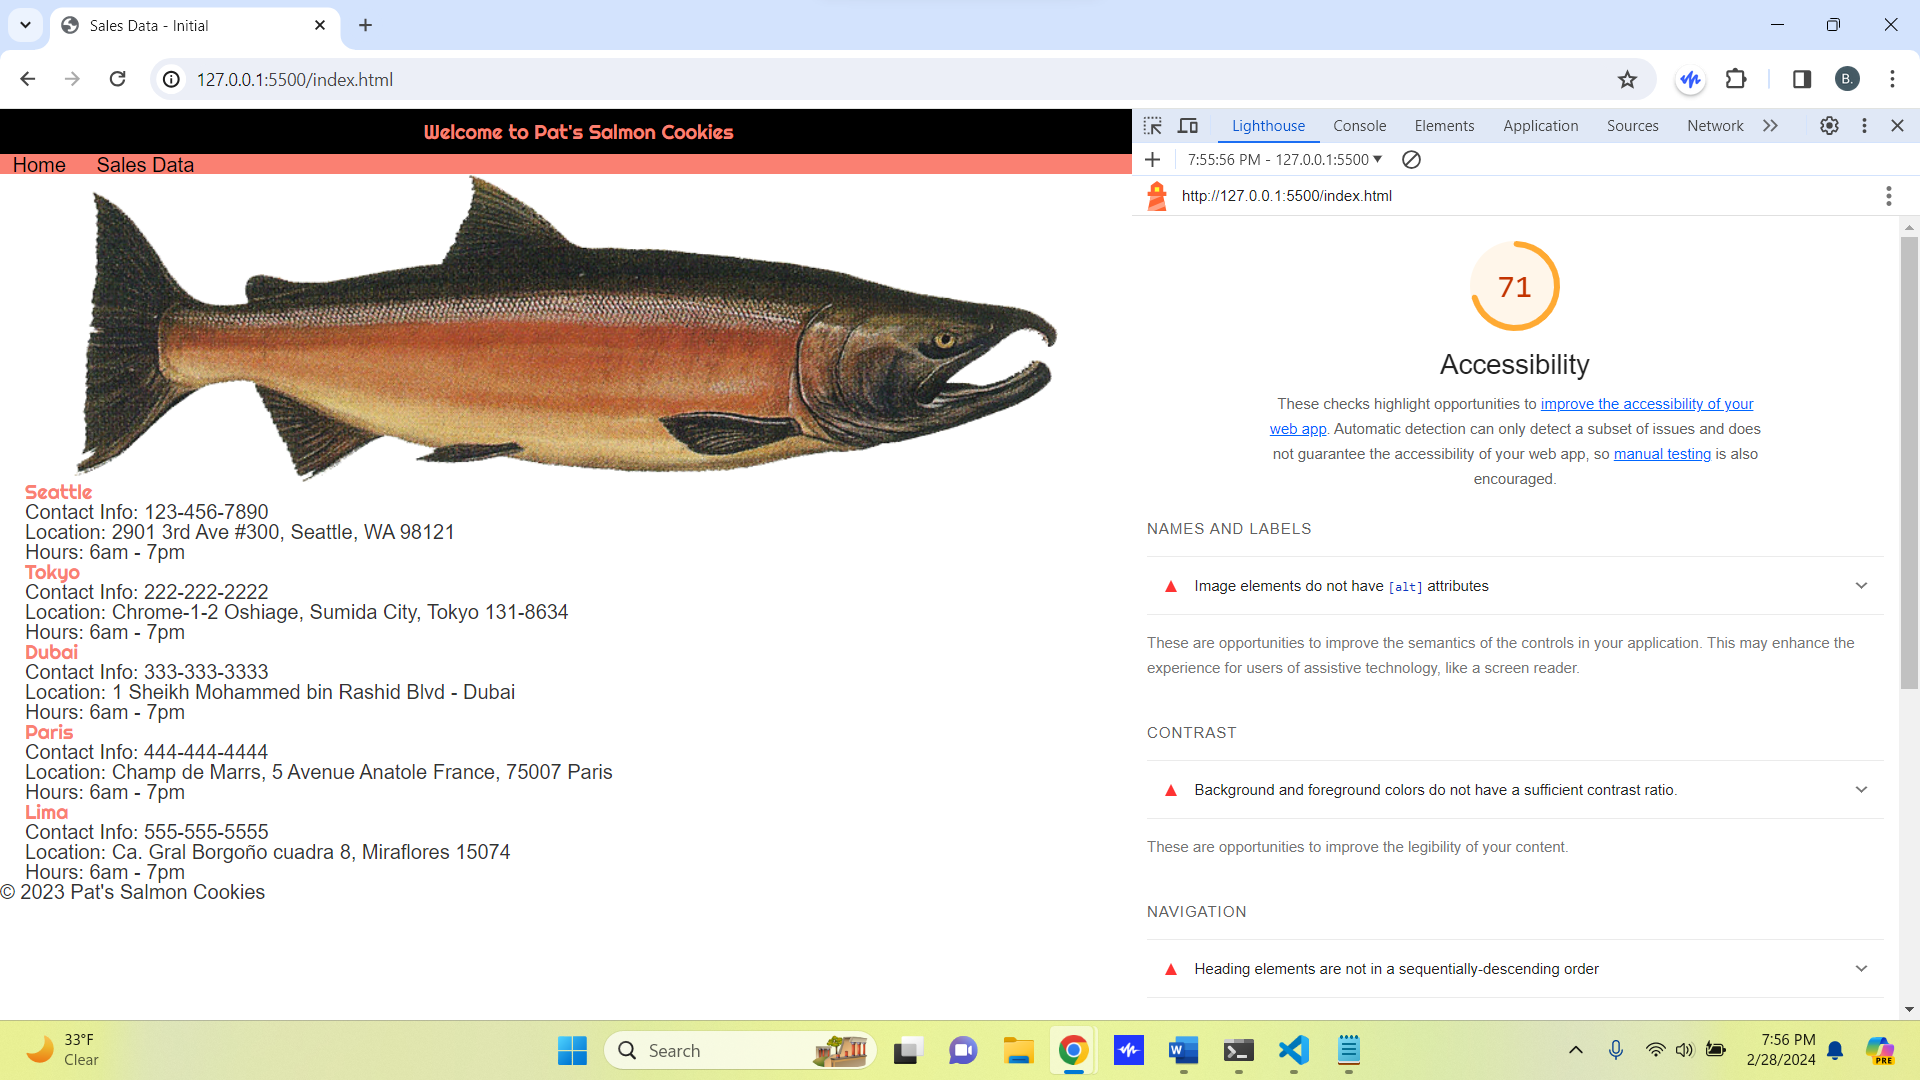 Sales Data - Initial
127.0.0.1:5500/index.html
B.
Welcome to Pat's Salmon Cookies
Home Sales Data
Seattle
Contact Info: 123-456-7890
Location: 2901 3rd Ave #300, Seattle, WA 98121
Hours: 6am - 7pm
Tokyo
Contact Info: 222-222-2222
Location: Chrome-1-2 Oshiage, Sumida City, Tokyo 131-8634
Hours: 6am - 7pm
Dubai
Contact Info: 333-333-3333
Location: 1 Sheikh Mohammed bin Rashid Blvd - Dubai
Hours: 6am - 7pm
Paris
Contact Info: 444-444-4444
Location: Champ de Marrs, 5 Avenue Anatole France, 75007 Paris
Hours: 6am - 7pm
Lima
Contact Info: 555-555-5555
Location: Ca. Gral Borgoño cuadra 8, Miraflores 15074
Hours: 6am - 7pm
© 2023 Pat's Salmon Cookies
Lighthouse Console Elements Application Sources Network
7:55:56 PM - 127.0.0.1:5500
http://127.0.0.1:5500/index.html
71
Accessibility
These checks highlight opportunities to improve the accessibility of your
web app. Automatic detection can only detect a subset of issues and does
not guarantee the accessibility of your web app, so manual testing is also
encouraged.
NAMES AND LABELS
Image elements do not have [alt] attributes
These are opportunities to improve the semantics of the controls in your application. This may enhance the
experience for users of assistive technology, like a screen reader.
CONTRAST
Background and foreground colors do not have a sufficient contrast ratio.
These are opportunities to improve the legibility of your content.
NAVIGATION
Heading elements are not in a sequentially-descending order
33°F
Clear
Search
W
PRE
7:56 PM
2/28/2024